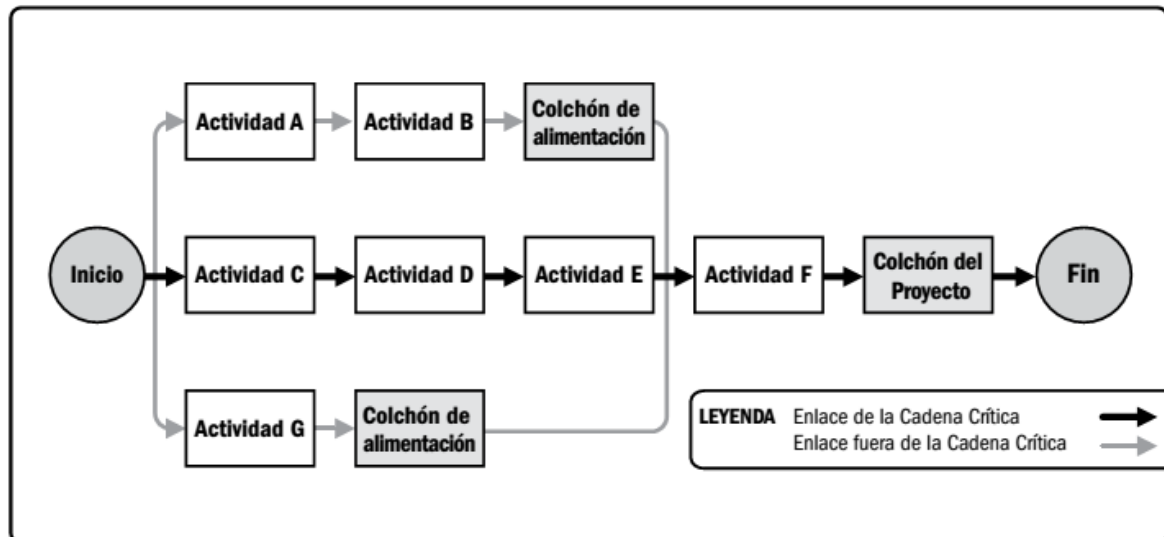 Actividad A
Actividad B
Colchón de
alimentación
Inicio
Actividad C
Actividad D
Actividad E
Actividad F
Colchón del
Proyecto
Fin
Actividad G
Colchón de
alimentación
LEYENDA Enlace de la Cadena Crítica
Enlace fuera de la Cadena Crítica